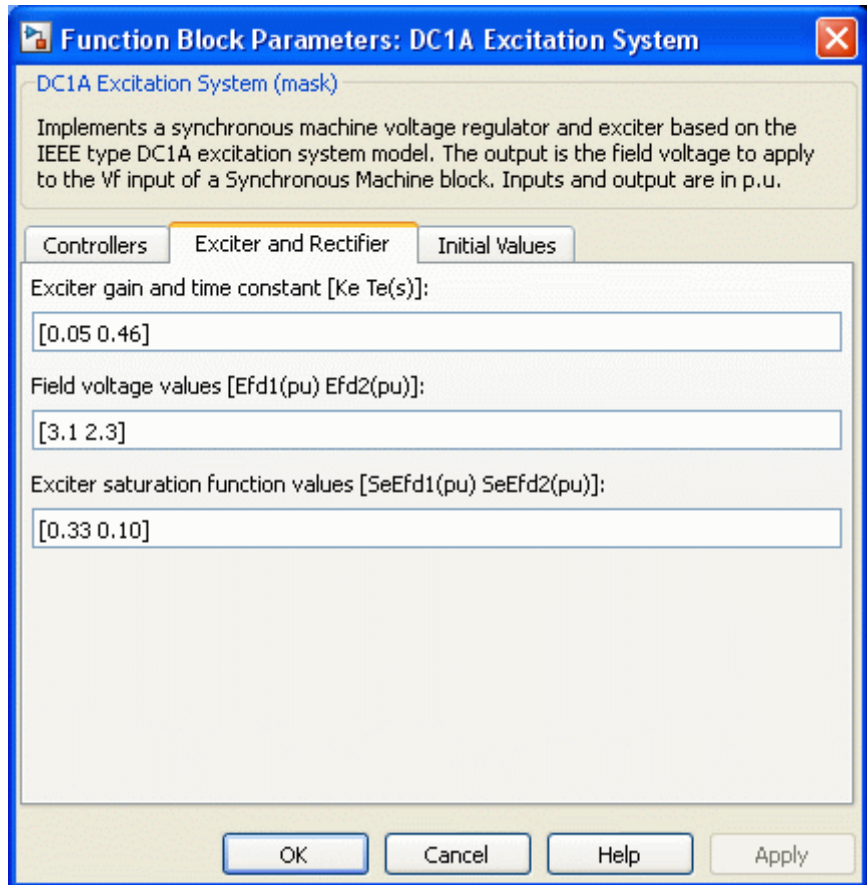 Function Block Parameters: DC1A Excitation System
DC1A Excitation System (mask)
Implements a synchronous machine voltage regulator and exciter based on the
IEEE type DC1A excitation system model. The output is the field voltage to apply
to the Vf input of a Synchronous Machine block. Inputs and output are in p.u.
Controllers Exciter and Rectifier Initial Values
Exciter gain and time constant [Ke Te(s)]:
[0.05 0.46]
Field voltage values [Efd1(pu) Efd2(pu)]:
[3.1 2.3]
Exciter saturation function values [SeEfd1(pu) SeEfd2(pu)]:
[0.33 0.10]
OK Cancel Help Apply